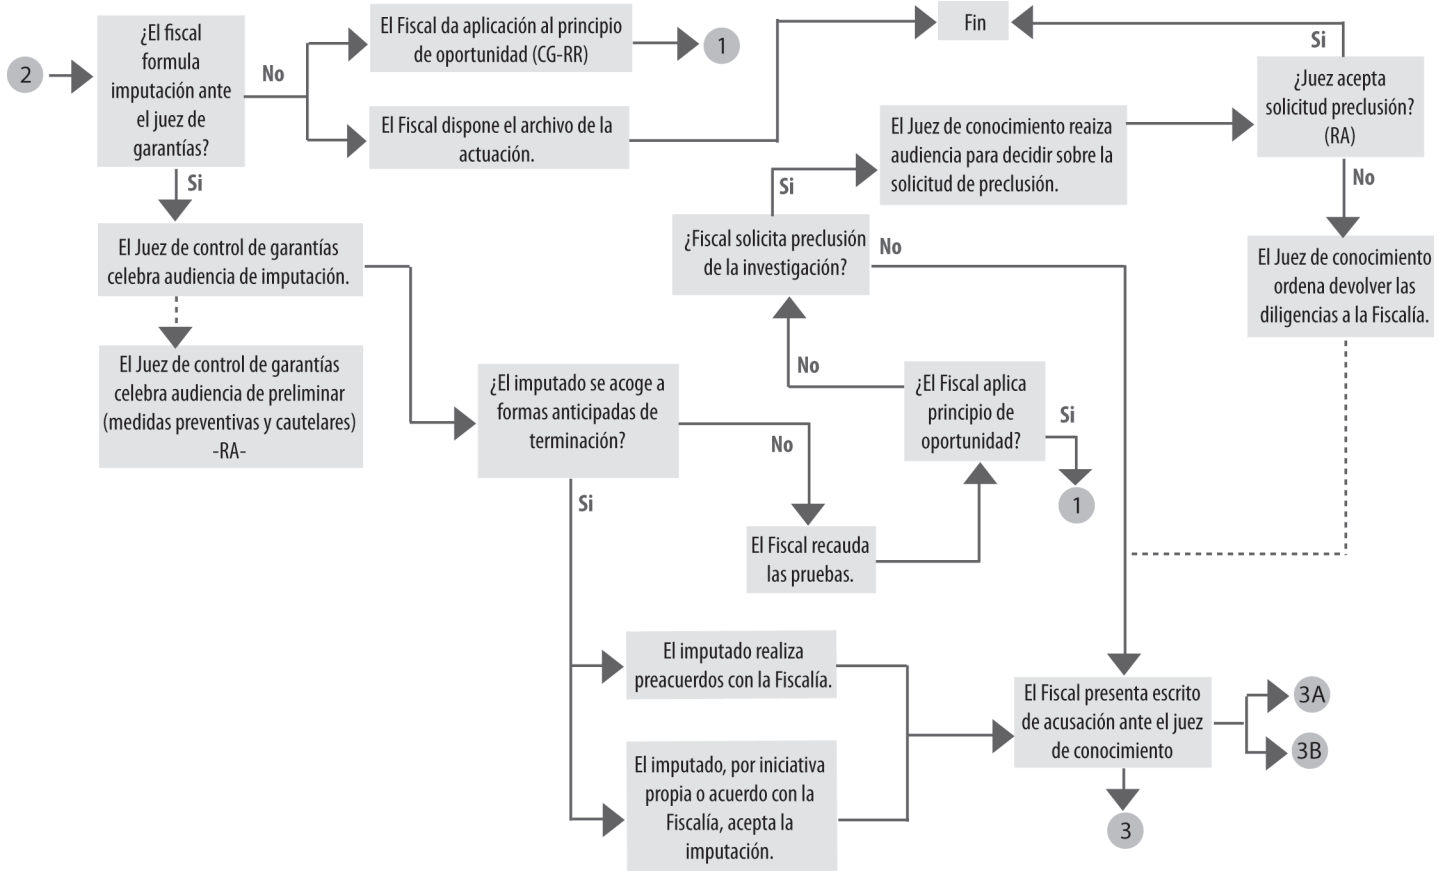 2
¿El fiscal
formula
imputación ante
el juez de
garantías?
No
Si
El Fiscal da aplicación al principio
de oportunidad (CG-RR)
1
El Fiscal dispone el archivo de la
actuación.
Fin
Si
¿Juez acepta
solicitud preclusión?
(RA)
No
El Juez de conocimiento reaiza
audiencia para decidir sobre la
solicitud de preclusión.
Si
¿Fiscal solicita preclusión
de la investigación?
No
El Juez de conocimiento
ordena devolver las
diligencias a la Fiscalía.
El Juez de control de garantías
celebra audiencia de imputación.
El Juez de control de garantías
celebra audiencia de preliminar
(medidas preventivas y cautelares)
-RA-
¿El imputado se acoge a
formas anticipadas de
terminación?
No
Si
No
¿El Fiscal aplica
principio de
oportunidad?
Si
1
El Fiscal recauda
las pruebas.
El imputado realiza
preacuerdos con la Fiscalía.
El imputado, por iniciativa
propia o acuerdo con la
Fiscalía, acepta la
imputación.
El Fiscal presenta escrito
de acusación ante el juez
de conocimiento
3A
3B
3